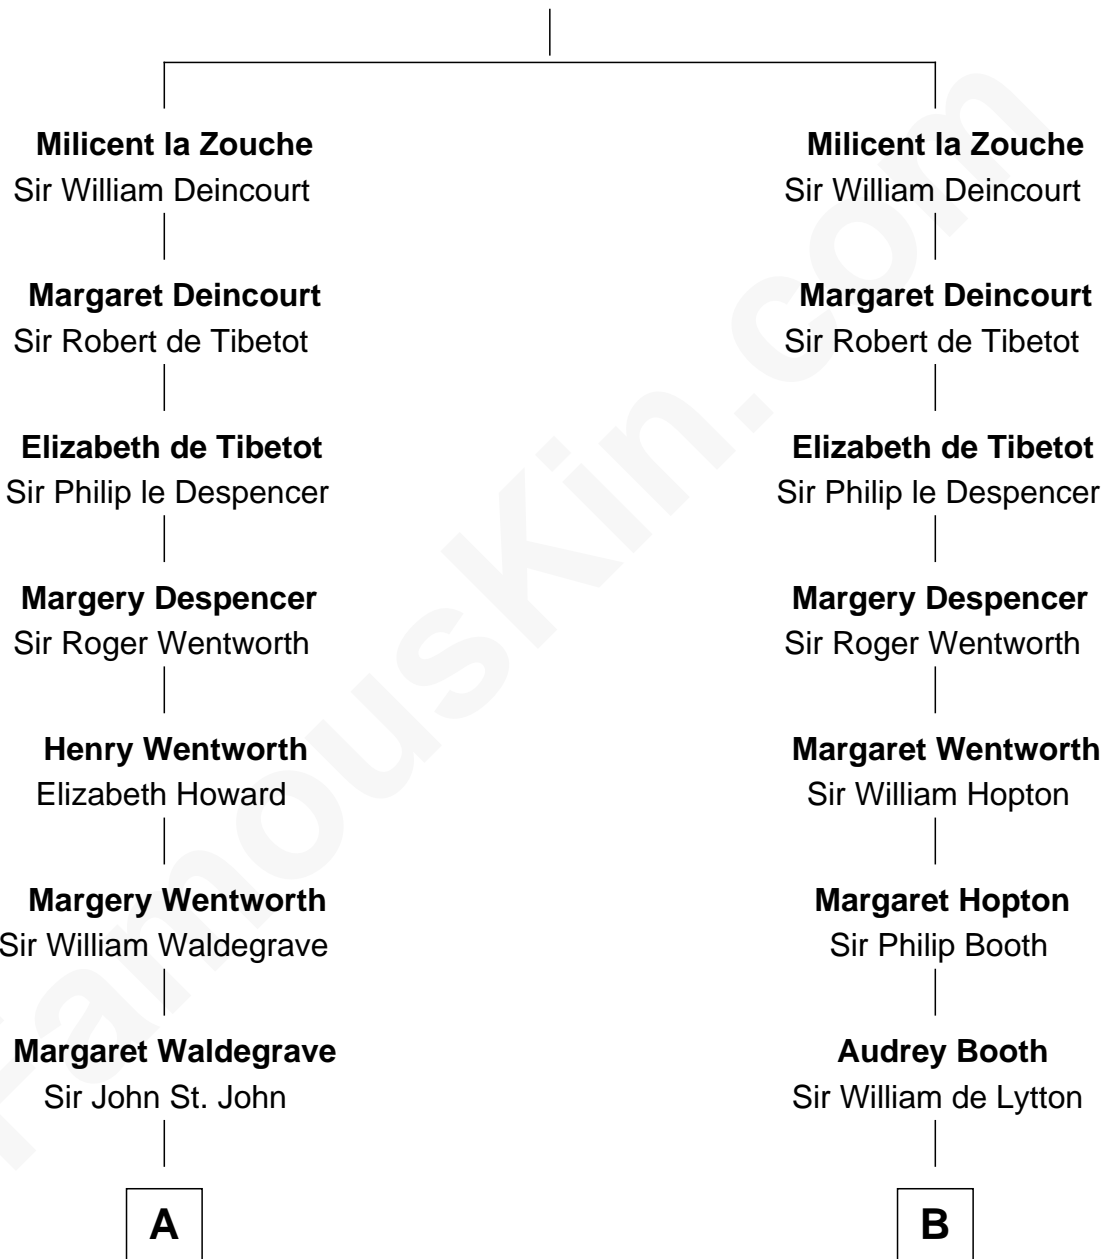 Milicent la Zouche
Sir William Deincourt
Margaret Deincourt
Sir Robert de Tibetot
Elizabeth de Tibetot
Sir Philip le Despencer
Margery Despencer
Sir Roger Wentworth
Henry Wentworth
Elizabeth Howard
Margery Wentworth
Sir William Waldegrave
Margaret Waldegrave
Sir John St. John
A
Milicent la Zouche
Sir William Deincourt
Margaret Deincourt
Sir Robert de Tibetot
Elizabeth de Tibetot
Sir Philip le Despencer
Margery Despencer
Sir Roger Wentworth
Margaret Wentworth
Sir William Hopton
Margaret Hopton
Sir Philip Booth
Audrey Booth
Sir William de Lytton
B
FamousKin.com